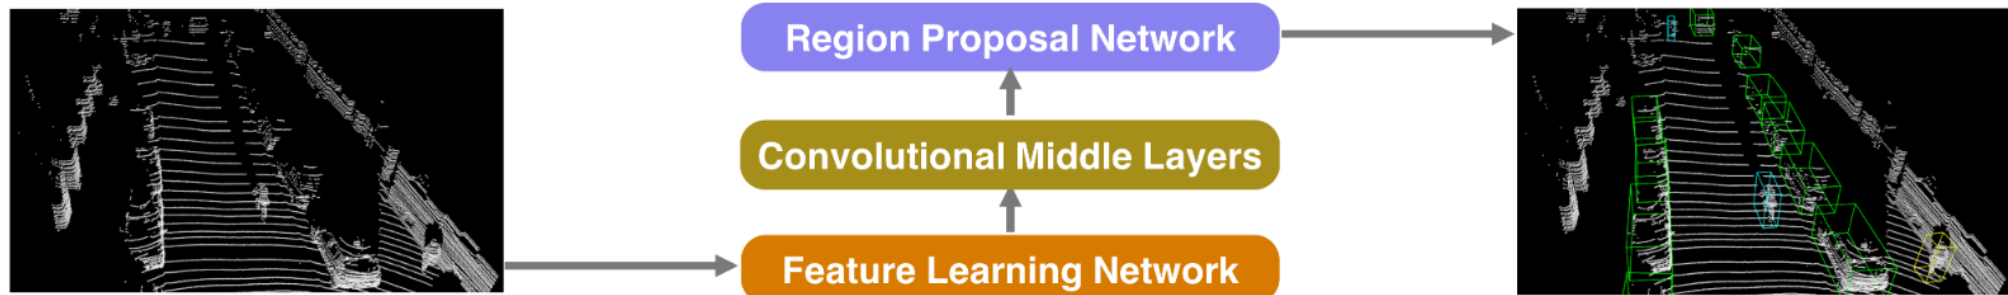 Region Proposal Network
Convolutional Middle Layers
Feature Learning Network